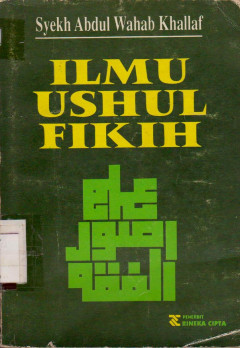 Syekh Abdul Wahab Khallaf
ILMU
USHUL
FIKIH
علم
اصول
الفقه
PENERBIT
RINEKA CIPTA